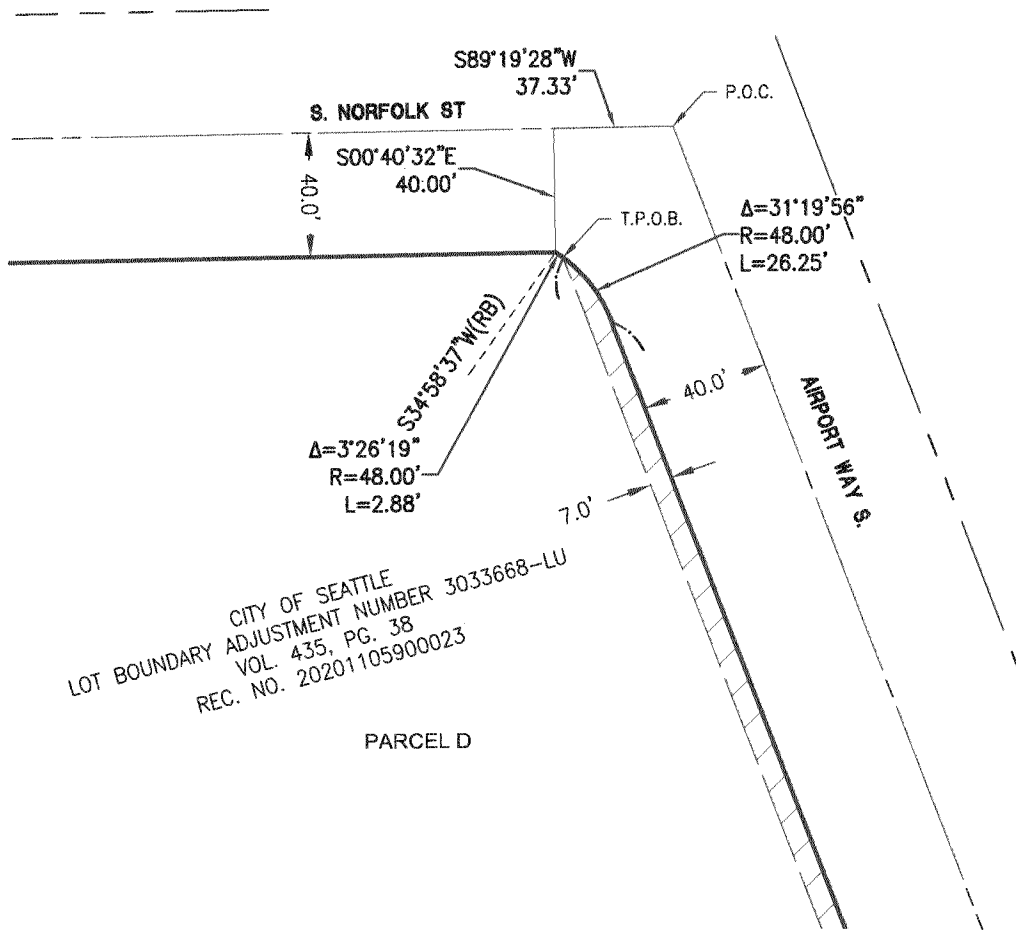 S89°19'28"W
37.33'
P.O.C.
S. NORFOLK ST
S00°40'32"E
40.00'
40.0'
T.P.O.B.
Δ=31°19'56"
R=48.00'
L=26.25'
S34°58'37"W(RB)
40.0'
AIRPORT WAY S.
Δ=3°26'19"
R=48.00'
L=2.88'
7.0'
CITY OF SEATTLE
LOT BOUNDARY ADJUSTMENT NUMBER 3033668-LU
VOL. 435, PG. 38
REC. NO. 20201105900023
PARCEL D